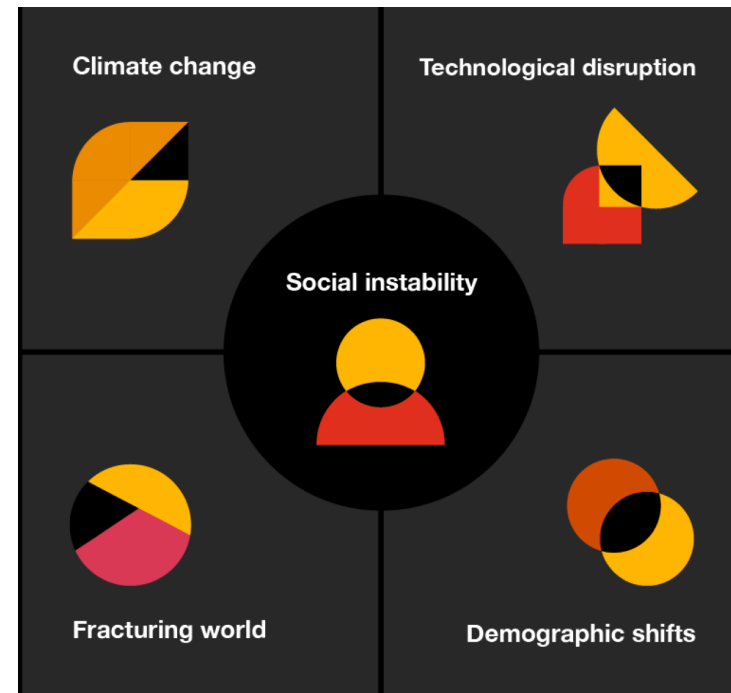 Climate change
Technological disruption
Social instability
Fracturing world
Demographic shifts